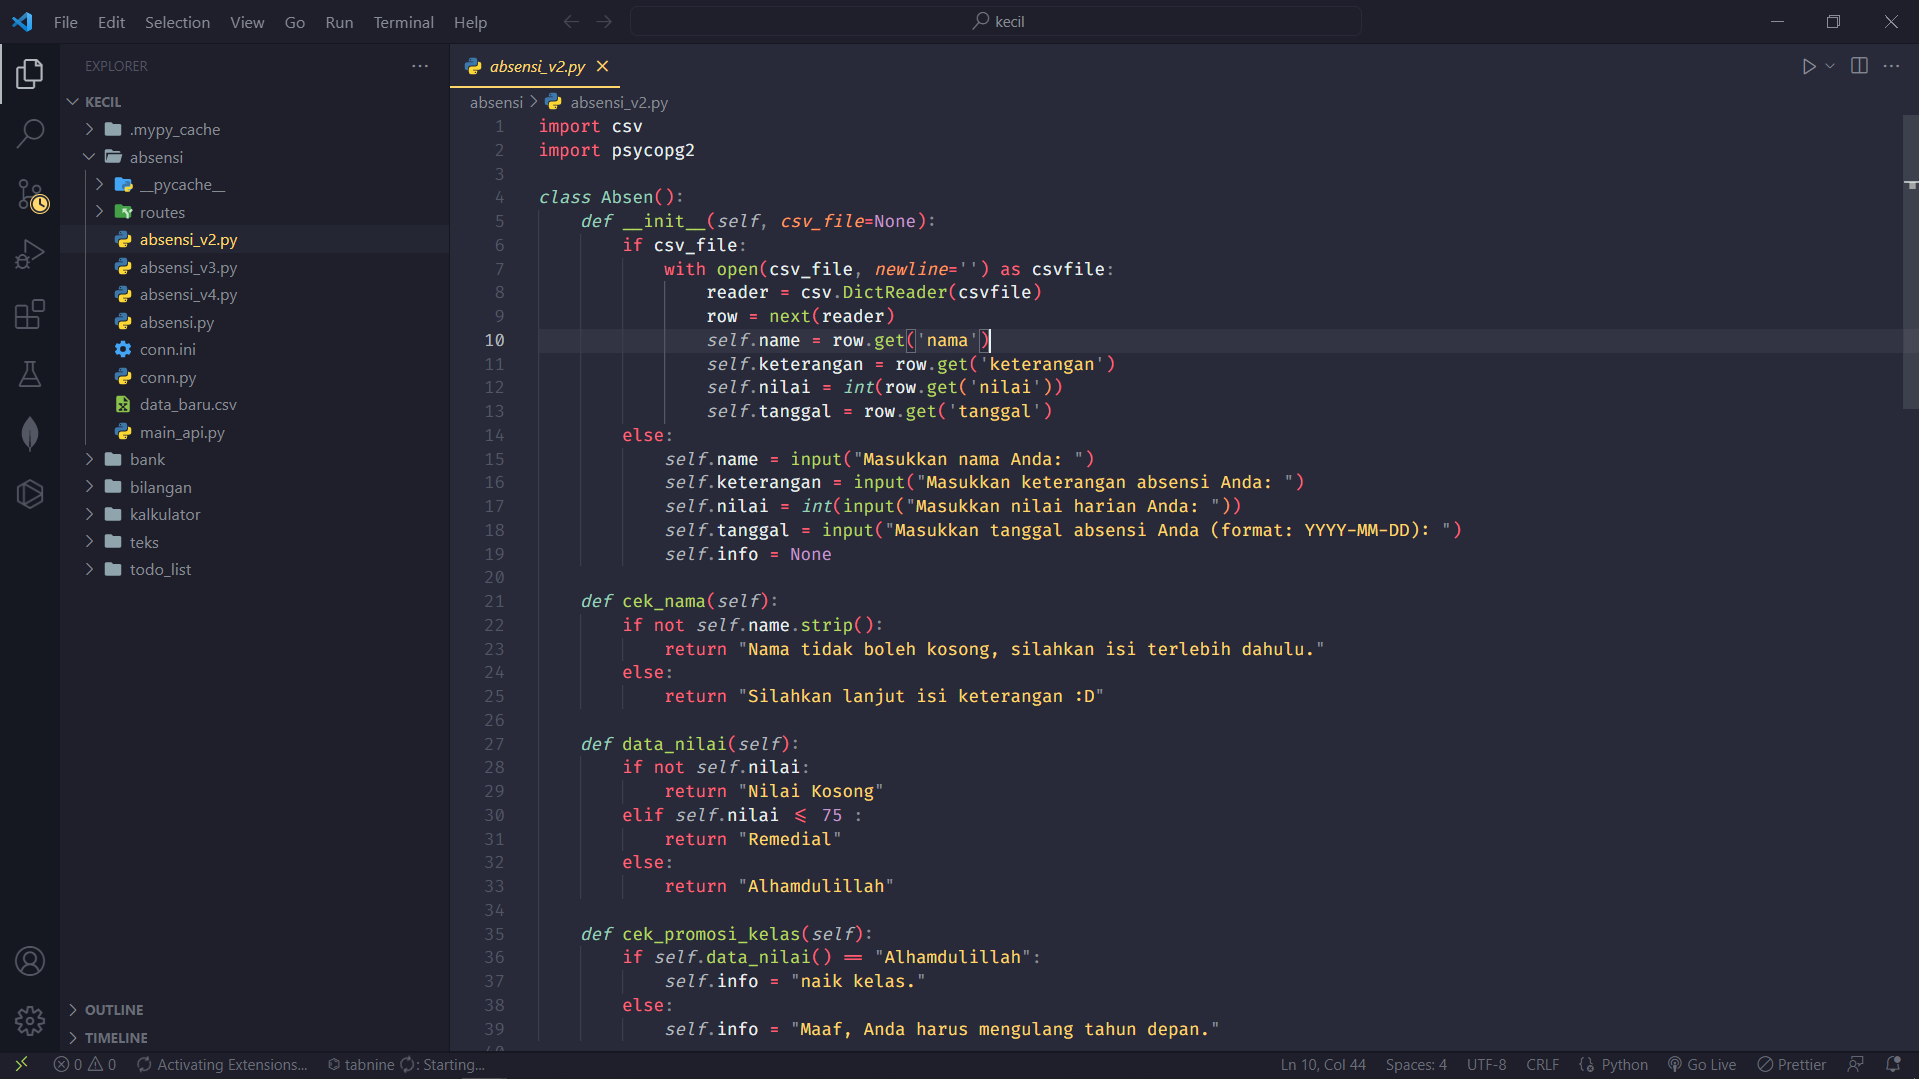 File Edit Selection View Go Run Terminal Help
kecil
EXPLORER
KECIL
.mypy_cache
absensi
__pycache__
routes
absensi_v2.py
absensi_v3.py
absensi_v4.py
absensi.py
conn.ini
conn.py
data_baru.csv
main_api.py
bank
bilangan
kalkulator
teks
todo_list
OUTLINE
TIMELINE
absensi_v2.py
absensi > absensi_v2.py
1 import csv
2 import psycopg2
3
4 class Absen():
5     def __init__(self, csv_file=None):
6         if csv_file:
7             with open(csv_file, newline='') as csvfile:
8                 reader = csv.DictReader(csvfile)
9                 row = next(reader)
10                 self.name = row.get('nama')
11                 self.keterangan = row.get('keterangan')
12                 self.nilai = int(row.get('nilai'))
13                 self.tanggal = row.get('tanggal')
14         else:
15             self.name = input("Masukkan nama Anda: ")
16             self.keterangan = input("Masukkan keterangan absensi Anda: ")
17             self.nilai = int(input("Masukkan nilai harian Anda: "))
18             self.tanggal = input("Masukkan tanggal absensi Anda (format: YYYY-MM-DD): ")
19             self.info = None
20
21     def cek_nama(self):
22         if not self.name.strip():
23             return "Nama tidak boleh kosong, silahkan isi terlebih dahulu."
24         else:
25             return "Silahkan lanjut isi keterangan :D"
26
27     def data_nilai(self):
28         if not self.nilai:
29             return "Nilai Kosong"
30         elif self.nilai <= 75 :
31             return "Remedial"
32         else:
33             return "Alhamdulillah"
34
35     def cek_promosi_kelas(self):
36         if self.data_nilai() == "Alhamdulillah":
37             self.info = "naik kelas."
38         else:
39             self.info = "Maaf, Anda harus mengulang tahun depan."
40
0 0 Activating Extensions... tabnine : Starting... Ln 10, Col 44 Spaces: 4 UTF-8 CRLF Python Go Live Prettier